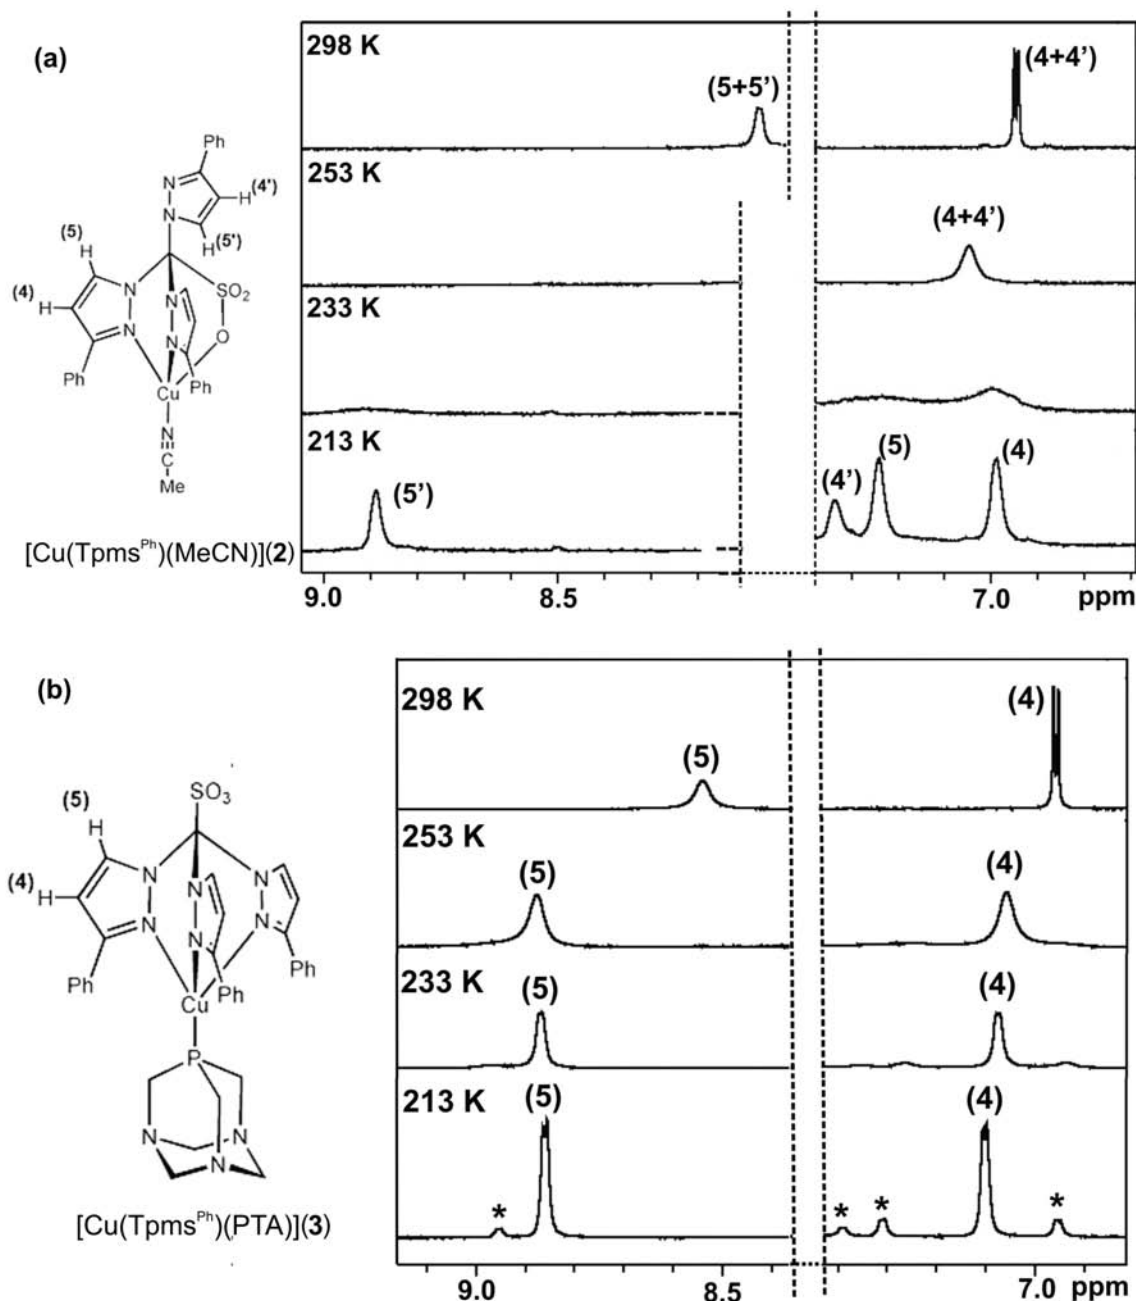 (a)
298 K
(5+5')
(4+4')
253 K
(4+4')
233 K
213 K
(5')
(4')
(5)
(4)
9.0
8.5
7.0
ppm
Ph
N
N
H
(4')
H
(5')
(5)
H
(4)
H
N
N
N
N
SO2
O
Ph
Ph
Cu
N
C
Me
[Cu(Tpms^Ph)(MeCN)](2)
(b)
298 K
(5)
(4)
253 K
(5)
(4)
233 K
(5)
(4)
213 K
(5)
(4)
*
*
*
*
9.0
8.5
7.0
ppm
SO3
(5)
H
(4)
H
N
N
N
N
N
N
Ph
Ph
Ph
Cu
P
N
N
N
[Cu(Tpms^Ph)(PTA)](3)